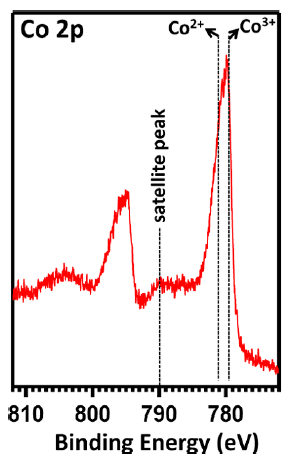 Co 2p
Co2+
Co3+
satellite peak
810 800 790 780
Binding Energy (eV)